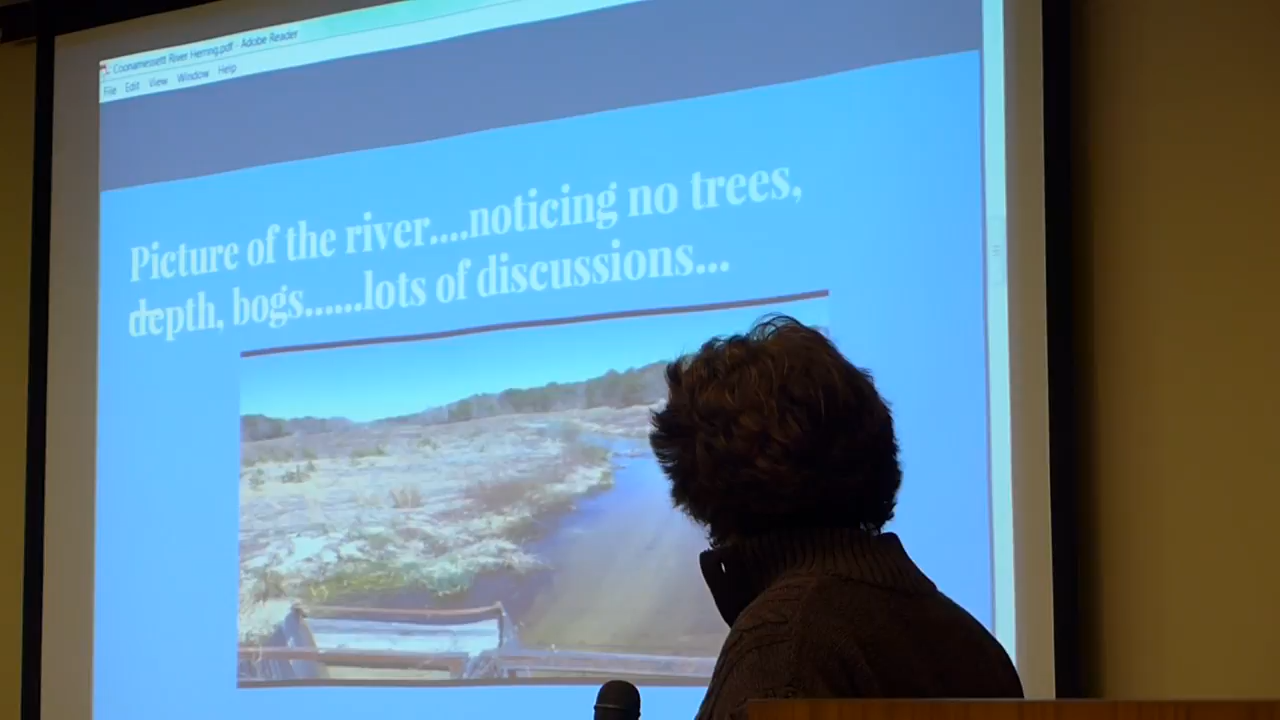 Coonamessett River Herring.pdf - Adobe Reader
File Edit View Window Help
Picture of the river....noticing no trees,
depth, bogs......lots of discussions...